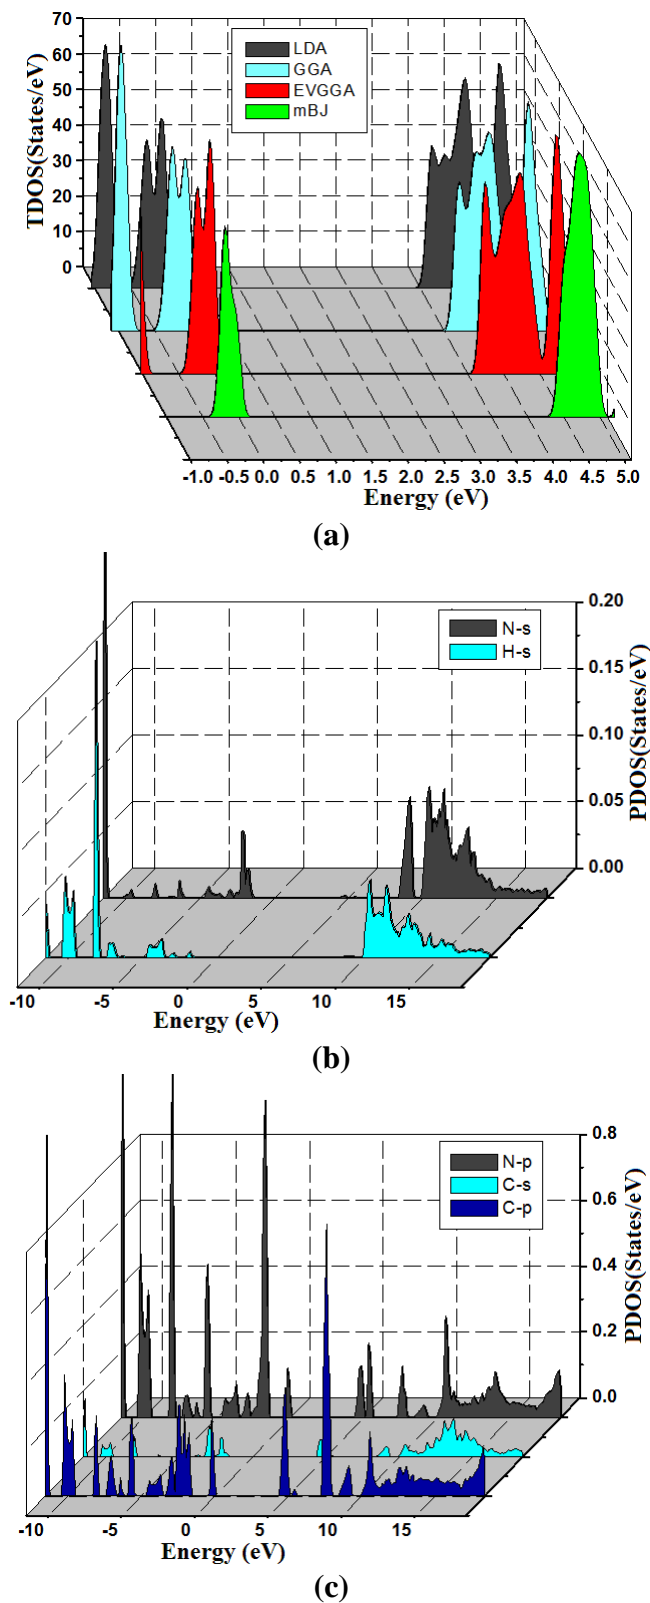 70
60
50
40
30
20
10
0
TDOS(States/eV)
LDA
GGA
EVGGA
mBJ
-1.0 -0.5 0.0 0.5 1.0 1.5 2.0 2.5 3.0 3.5 4.0 4.5 5.0
Energy (eV)
(a)
0.20
0.15
0.10
0.05
0.00
PDOS(States/eV)
N-s
H-s
-10 -5 0 5 10 15
Energy (eV)
(b)
0.8
0.6
0.4
0.2
0.0
PDOS(States/eV)
N-p
C-s
C-p
-10 -5 0 5 10 15
Energy (eV)
(c)